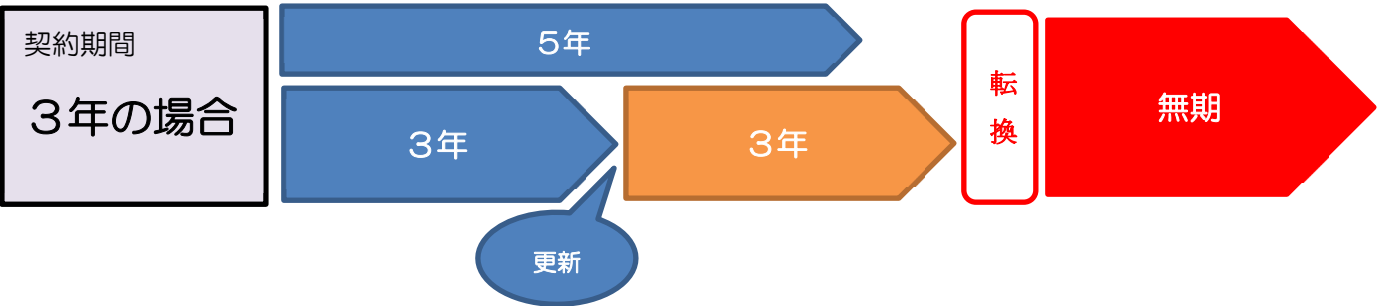 契約期間
３年の場合
５年
３年
更新
３年
転
換
無期